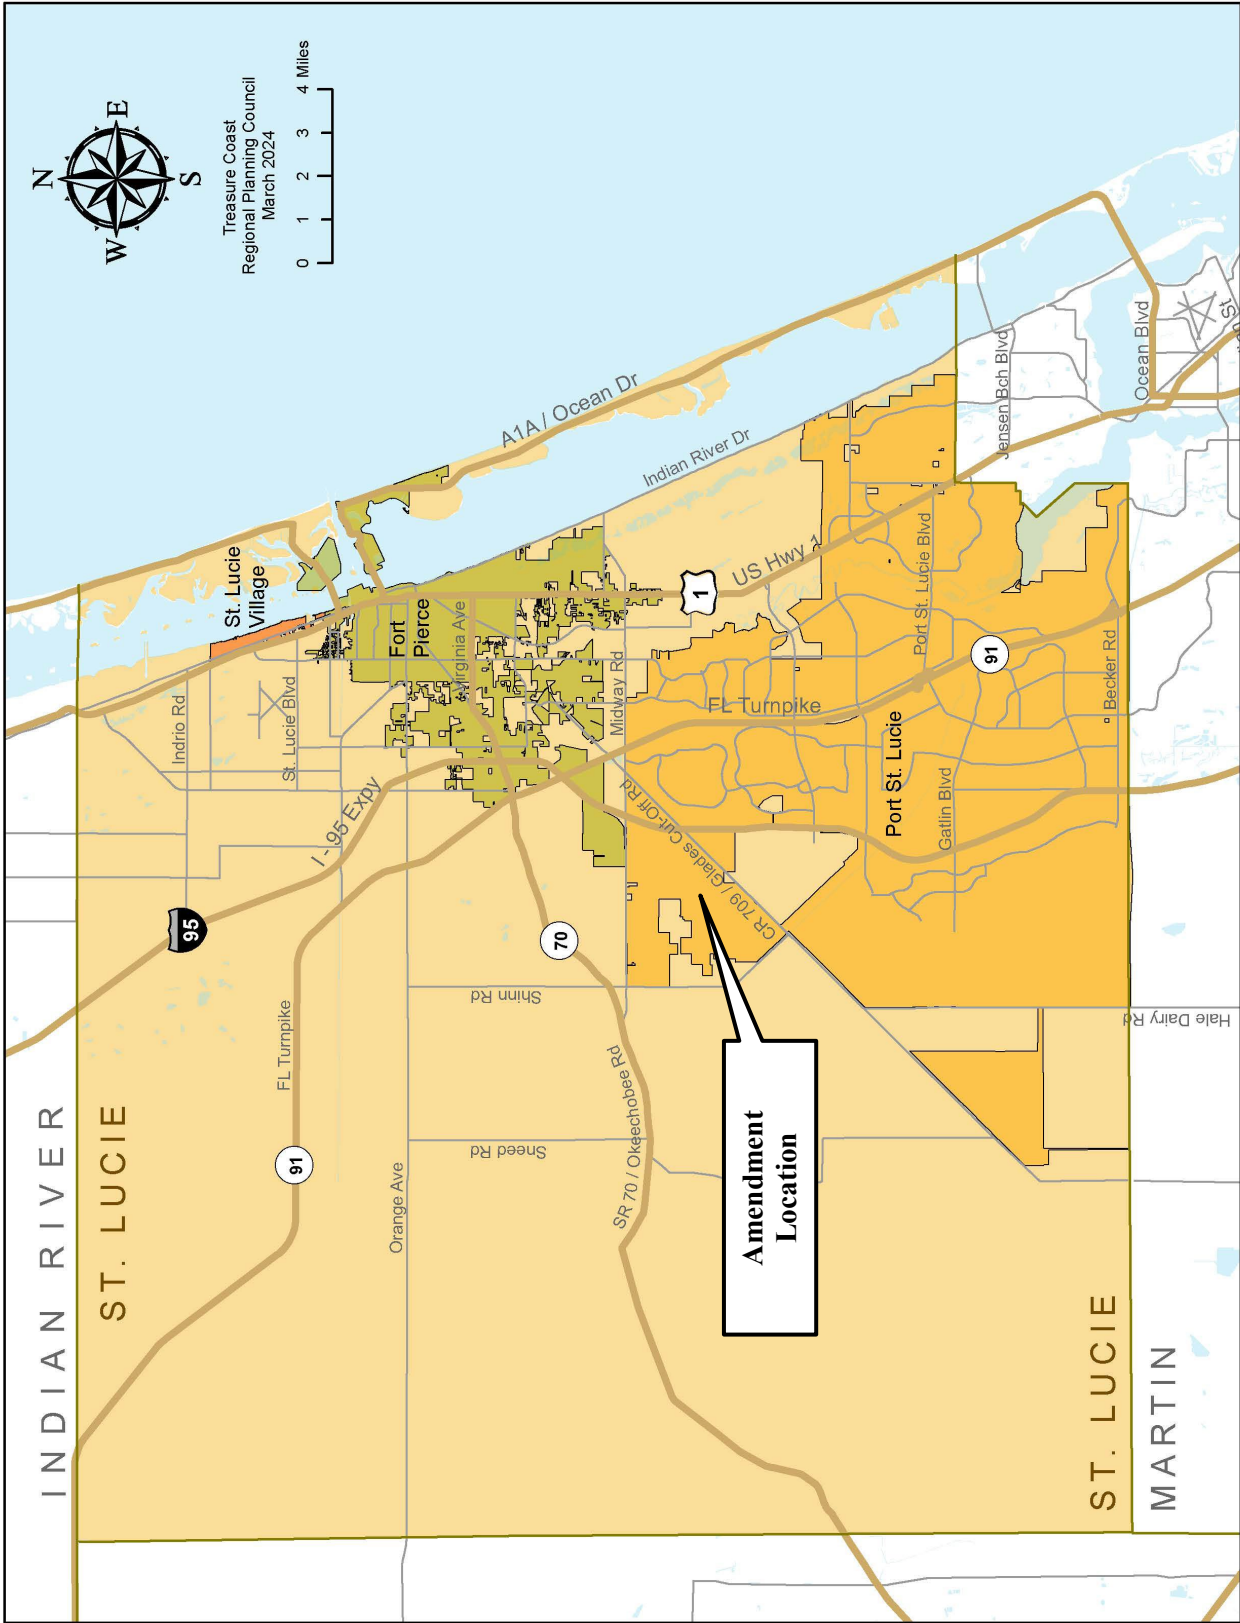 INDIAN RIVER
ST. LUCIE
N
W
E
S
Treasure Coast
Regional Planning Council
March 2024
0 1 2 3 4 Miles
95
I - 95 Expy
FL Turnpike
91
Indrio Rd
St. Lucie Blvd
St. Lucie
Village
Fort
Pierce
Orange Ave
Virginia Ave
A1A / Ocean Dr
Indian River Dr
Shinn Rd
Sneed Rd
70
SR 70 / Okeechobee Rd
Midway Rd
CR 709 / Glades Cut-Off Rd
1
US Hwy 1
FL Turnpike
Amendment
Location
Port St. Lucie
Port St. Lucie Blvd
Gatlin Blvd
91
Becker Rd
Jensen Bch Blvd
Ocean Blvd
St
Hale Dairy Rd
ST. LUCIE
MARTIN